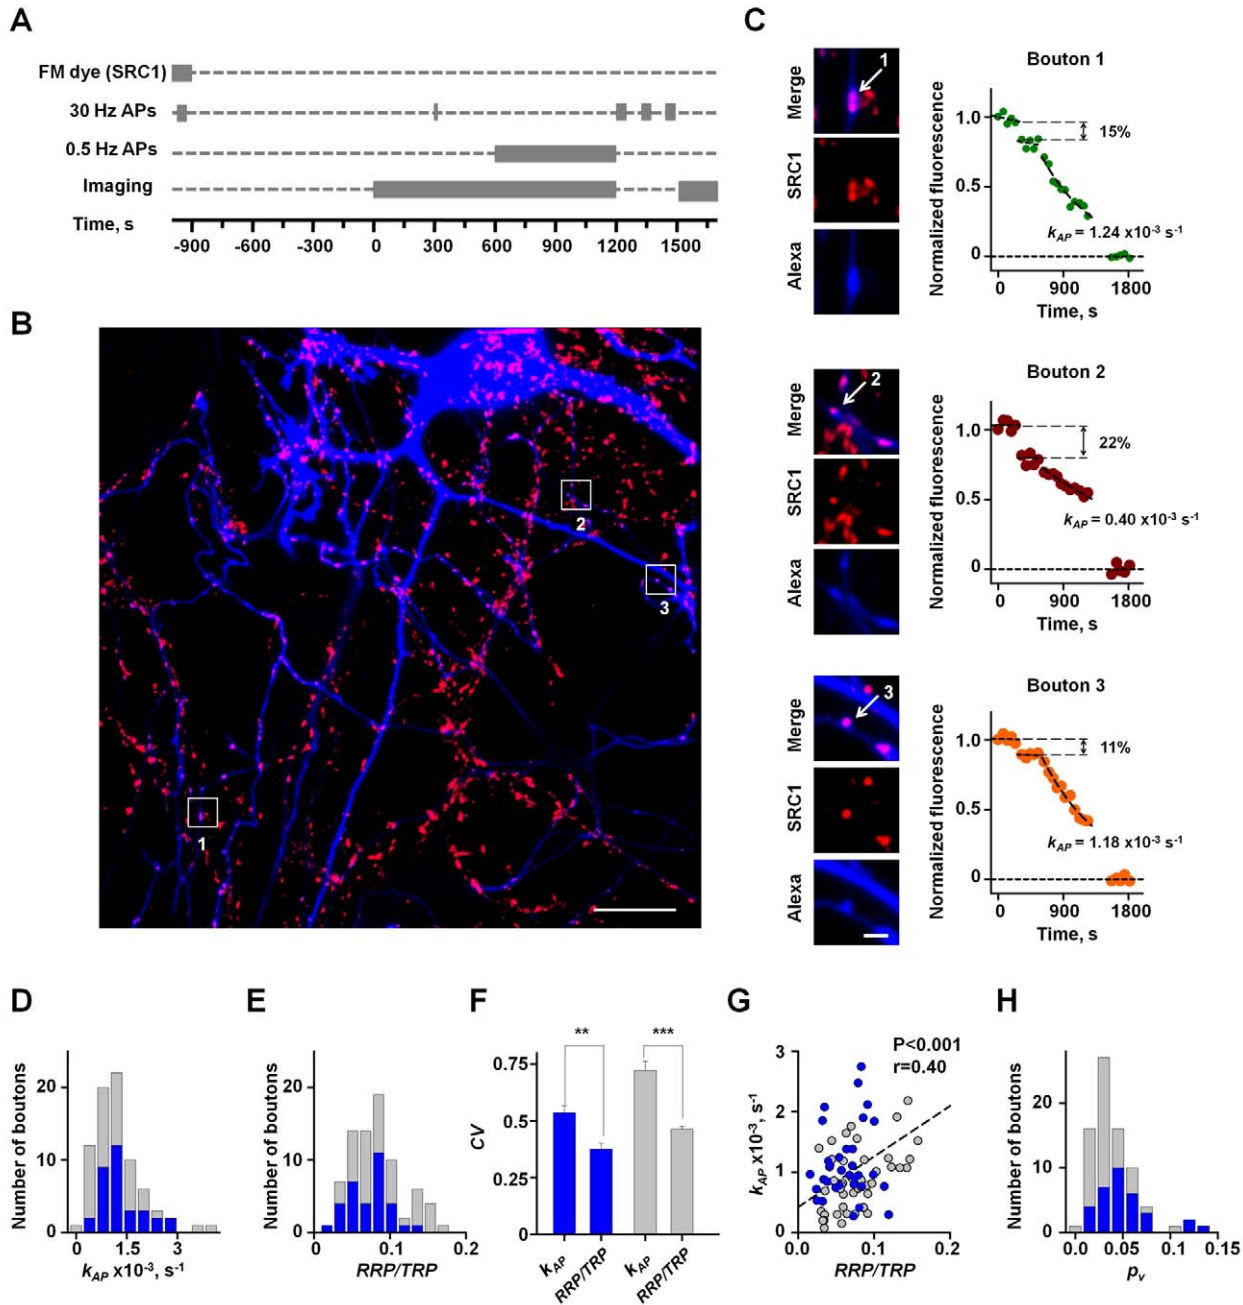 A
FM dye (SRC1)
30 Hz APs
0.5 Hz APs
Imaging
Time, s
-900 -600 -300 0 300 600 900 1200 1500
B
1
2
3
C
Merge
SRC1
Alexa
1
Bouton 1
Normalized fluorescence
1.0
0.5
0
15%
kAP = 1.24 x10-3 s-1
0 900 1800
Time, s
Merge
SRC1
Alexa
2
Bouton 2
Normalized fluorescence
1.0
0.5
0
22%
kAP = 0.40 x10-3 s-1
0 900 1800
Time, s
Merge
SRC1
Alexa
3
Bouton 3
Normalized fluorescence
1.0
0.5
0
11%
kAP = 1.18 x10-3 s-1
0 900 1800
Time, s
D
Number of boutons
20
10
0
0 1.5 3
kAP x10-3, s-1
E
Number of boutons
20
10
0
0 0.1 0.2
RRP/TRP
F
CV
0.75
0.5
0.25
0
** ***
kAP RRP/TRP kAP RRP/TRP
G
P<0.001
r=0.40
kAP x10-3, s-1
3
2
1
0
0.0 0.1 0.2
RRP/TRP
H
Number of boutons
20
10
0
0.0 0.05 0.10 0.15
pv